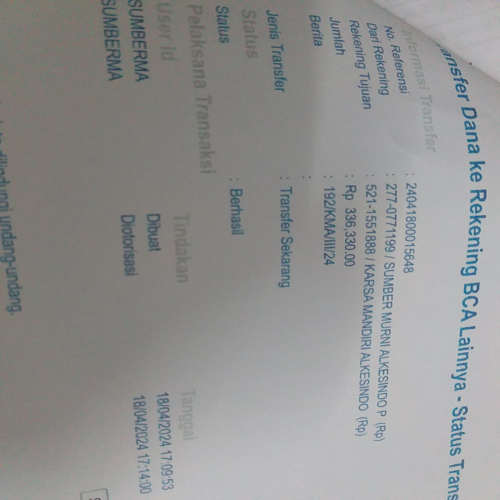 ansfer Dana ke Rekening BCA Lainnya - Status Trans
Informasi Transfer
No. Referensi : 24041800015648
Dari Rekening : 277-0771199 / SUMBER MURNI ALKESINDO P (Rp)
Rekening Tujuan : 521-1551888 / KARSA MANDIRI ALKESINDO (Rp)
Jumlah : Rp 336,330.00
Berita : 192/KMA/III/24
:
Jenis Transfer : Transfer Sekarang
Status
Status : Berhasil
Pelaksana Transaksi
User Id Tindakan Tanggal
SUMBERMA Dibuat 18/04/2024 17:09:53
SUMBERMA Diotorisasi 18/04/2024 17:14:00
dilindungi undang-undang.